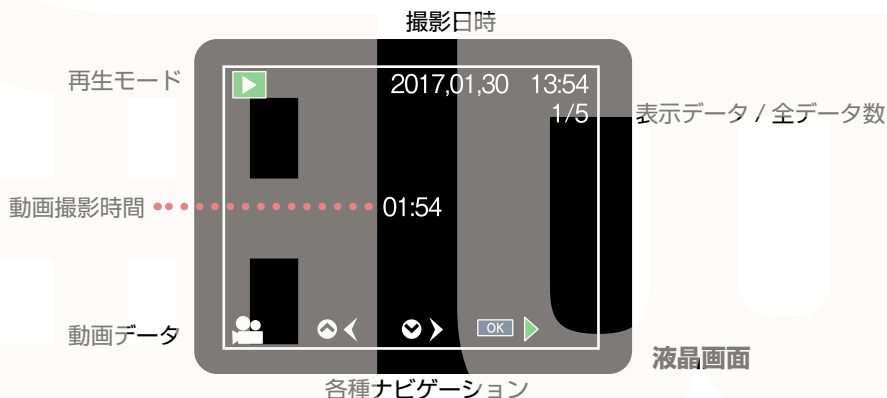 撮影日時
再生モード
2017,01,30 13:54
1/5
表示データ / 全データ数
動画撮影時間
01:54
動画データ
OK
液晶画面
各種ナビゲーション